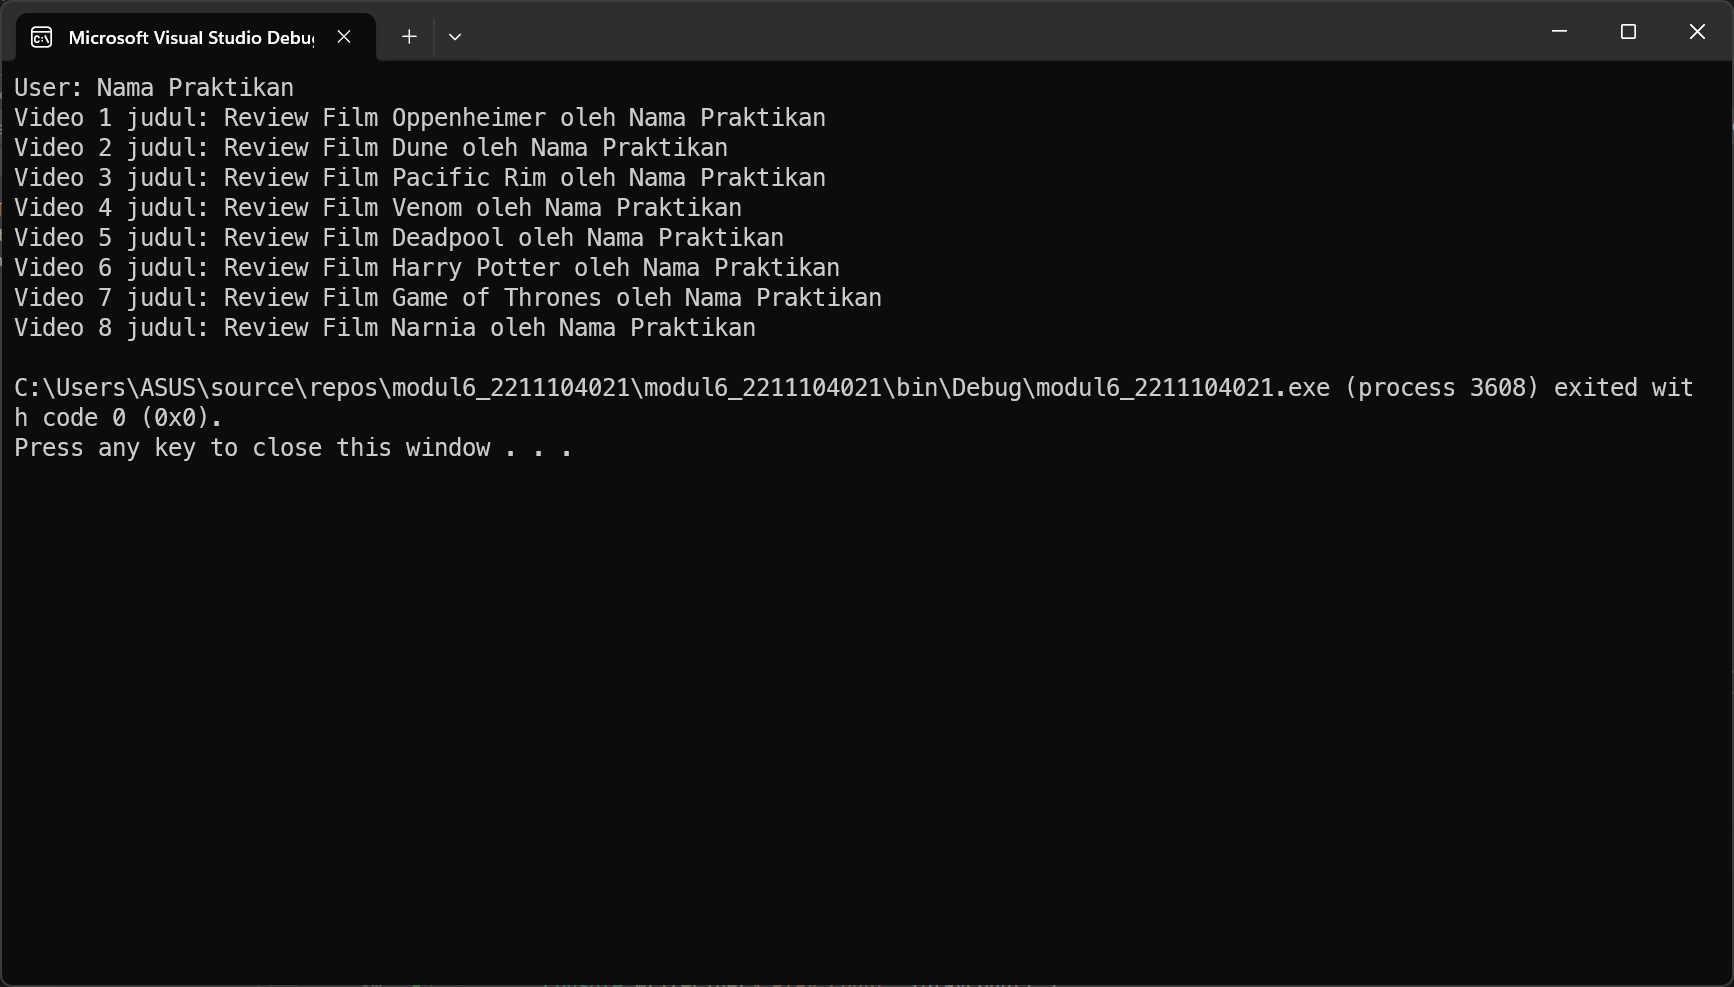 Microsoft Visual Studio Debug
User: Nama Praktikan
Video 1 judul: Review Film Oppenheimer oleh Nama Praktikan
Video 2 judul: Review Film Dune oleh Nama Praktikan
Video 3 judul: Review Film Pacific Rim oleh Nama Praktikan
Video 4 judul: Review Film Venom oleh Nama Praktikan
Video 5 judul: Review Film Deadpool oleh Nama Praktikan
Video 6 judul: Review Film Harry Potter oleh Nama Praktikan
Video 7 judul: Review Film Game of Thrones oleh Nama Praktikan
Video 8 judul: Review Film Narnia oleh Nama Praktikan
C:\Users\ASUS\source\repos\modul6_2211104021\modul6_2211104021\bin\Debug\modul6_2211104021.exe (process 3608) exited wit
h code 0 (0x0).
Press any key to close this window . . .